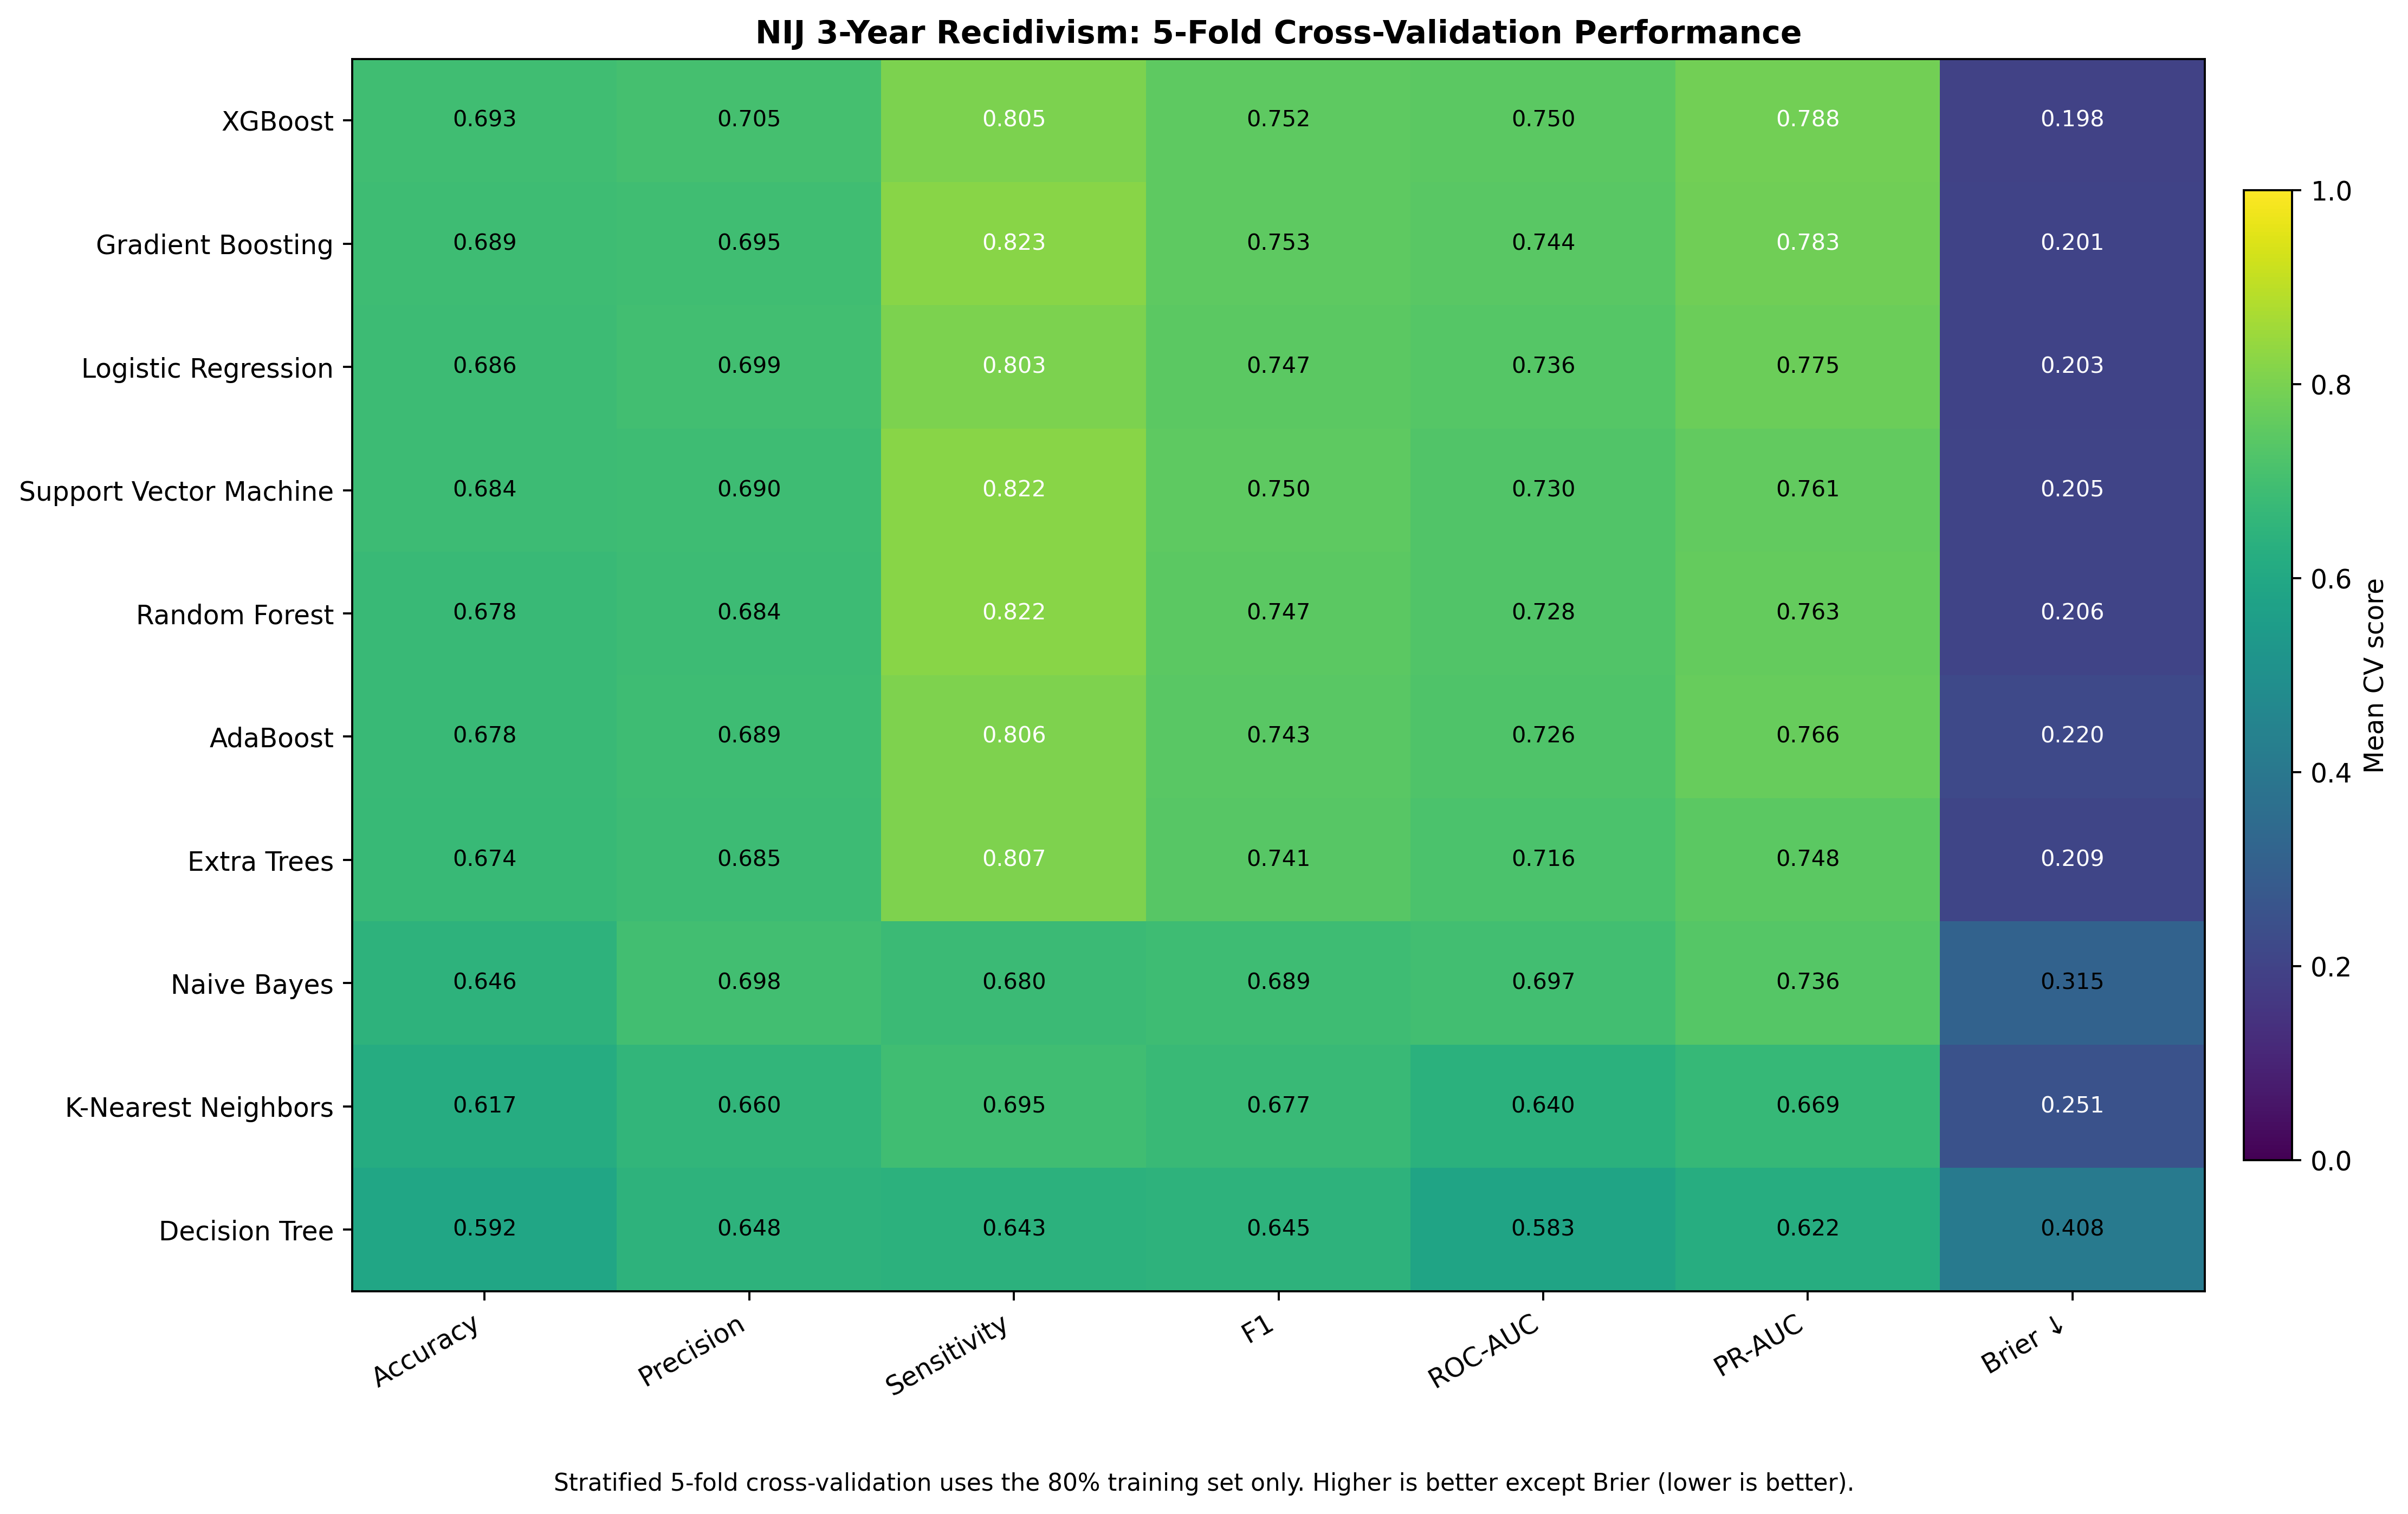 NIJ 3-Year Recidivism: 5-Fold Cross-Validation Performance
XGBoost 0.693 0.705 0.805 0.752 0.750 0.788 0.198
Gradient Boosting 0.689 0.695 0.823 0.753 0.744 0.783 0.201
Logistic Regression 0.686 0.699 0.803 0.747 0.736 0.775 0.203
Support Vector Machine 0.684 0.690 0.822 0.750 0.730 0.761 0.205
Random Forest 0.678 0.684 0.822 0.747 0.728 0.763 0.206
AdaBoost 0.678 0.689 0.806 0.743 0.726 0.766 0.220
Extra Trees 0.674 0.685 0.807 0.741 0.716 0.748 0.209
Naive Bayes 0.646 0.698 0.680 0.689 0.697 0.736 0.315
K-Nearest Neighbors 0.617 0.660 0.695 0.677 0.640 0.669 0.251
Decision Tree 0.592 0.648 0.643 0.645 0.583 0.622 0.408
Accuracy Precision Sensitivity F1 ROC-AUC PR-AUC Brier ↓
1.0
0.8
0.6
0.4
0.2
0.0
Mean CV score
Stratified 5-fold cross-validation uses the 80% training set only. Higher is better except Brier (lower is better).